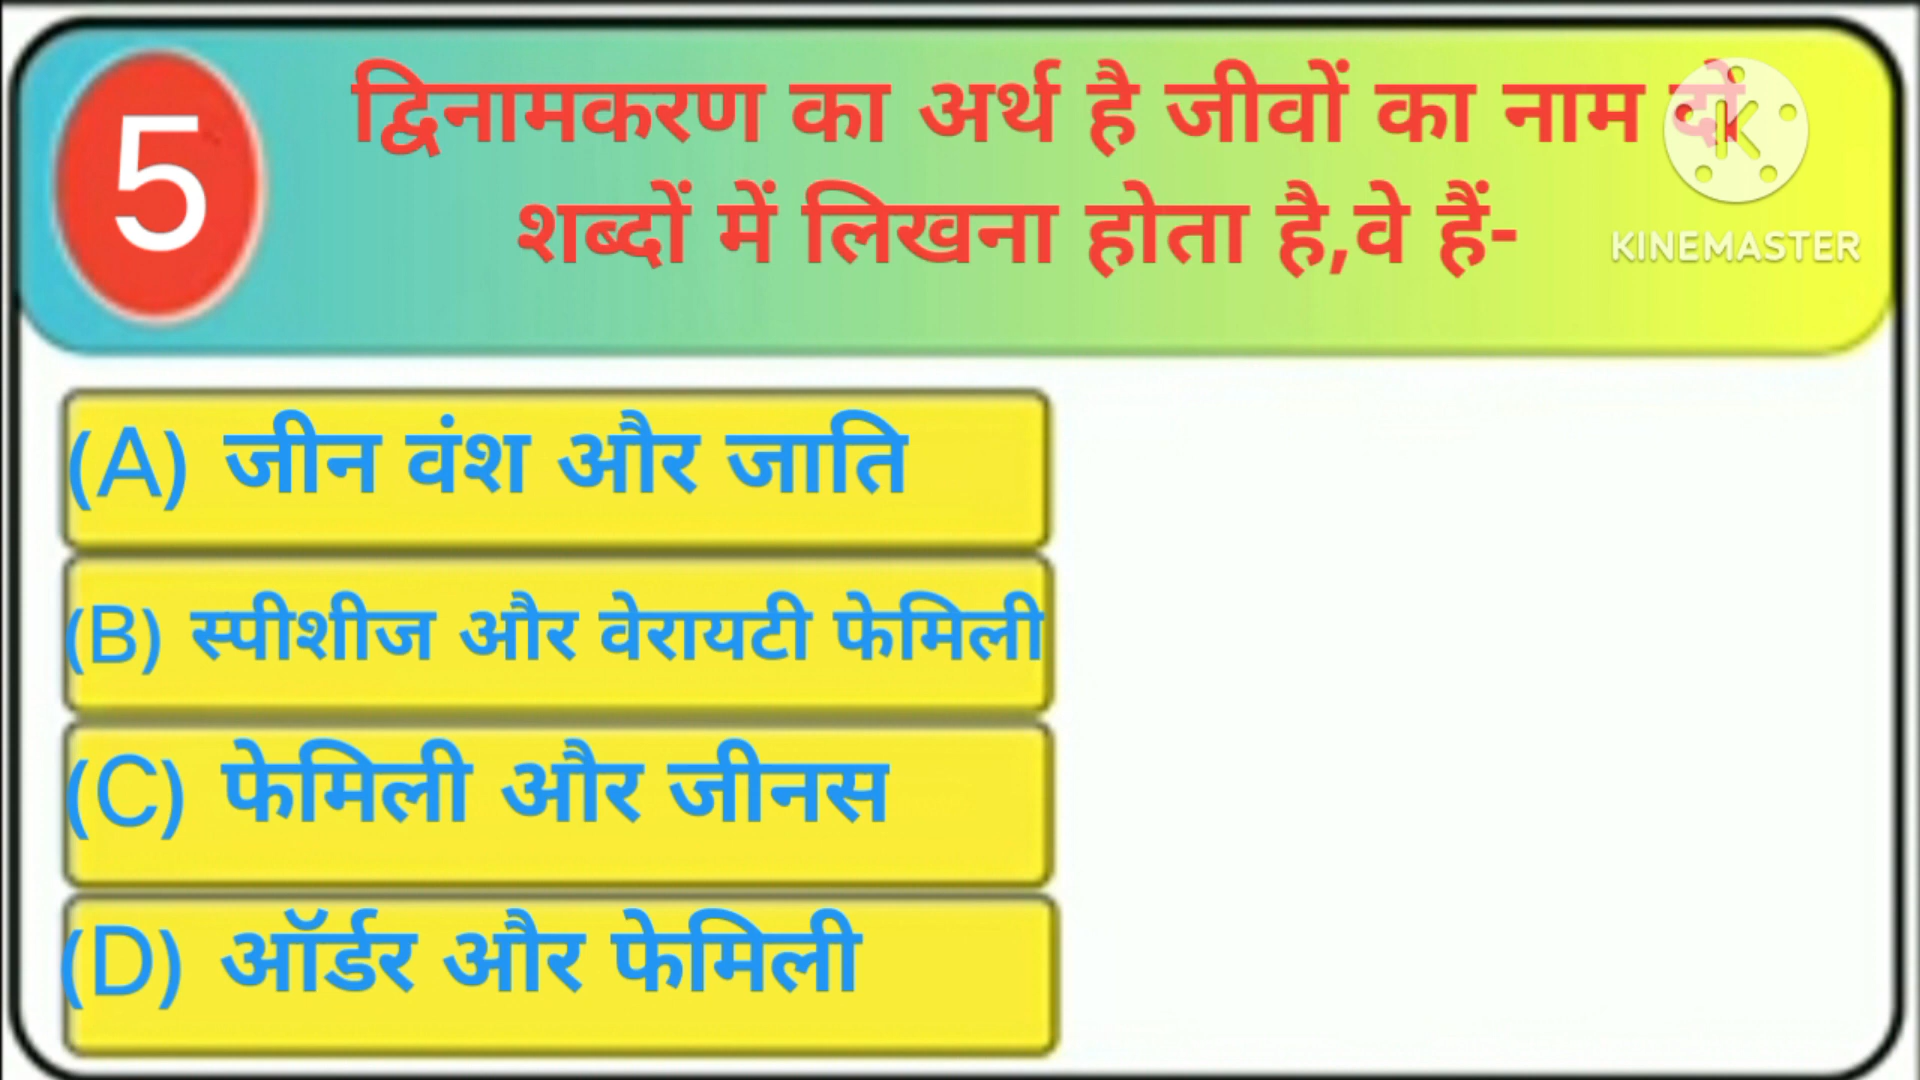 5
द्विनामकरण का अर्थ है जीवों का नाम दो
शब्दों में लिखना होता है,वे हैं-
KINEMASTER
(A) जीन वंश और जाति
(B) स्पीशीज और वेरायटी फेमिली
(C) फेमिली और जीनस
(D) ऑर्डर और फेमिली